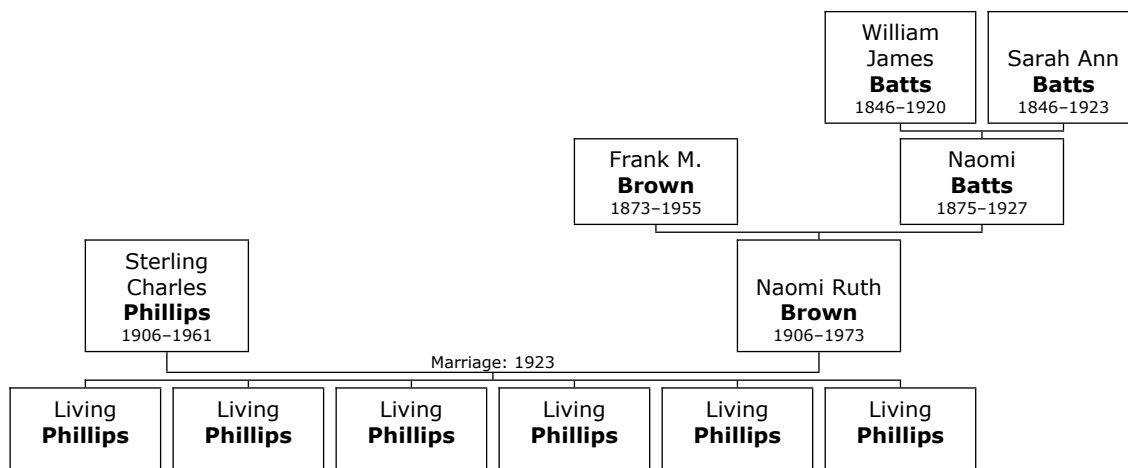 William
James
Batts
1846–1920
Sarah Ann
Batts
1846–1923
Frank M.
Brown
1873–1955
Naomi
Batts
1875–1927
Sterling
Charles
Phillips
1906–1961
Naomi Ruth
Brown
1906–1973
Marriage: 1923
Living
Phillips
Living
Phillips
Living
Phillips
Living
Phillips
Living
Phillips
Living
Phillips